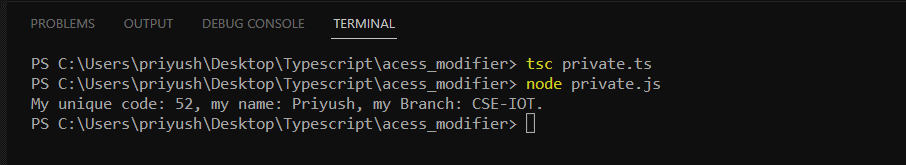 PROBLEMS OUTPUT DEBUG CONSOLE TERMINAL
PS C:\Users\priyush\Desktop\Typescript\acess_modifier> tsc private.ts
PS C:\Users\priyush\Desktop\Typescript\acess_modifier> node private.js
My unique code: 52, my name: Priyush, my Branch: CSE-IOT.
PS C:\Users\priyush\Desktop\Typescript\acess_modifier>